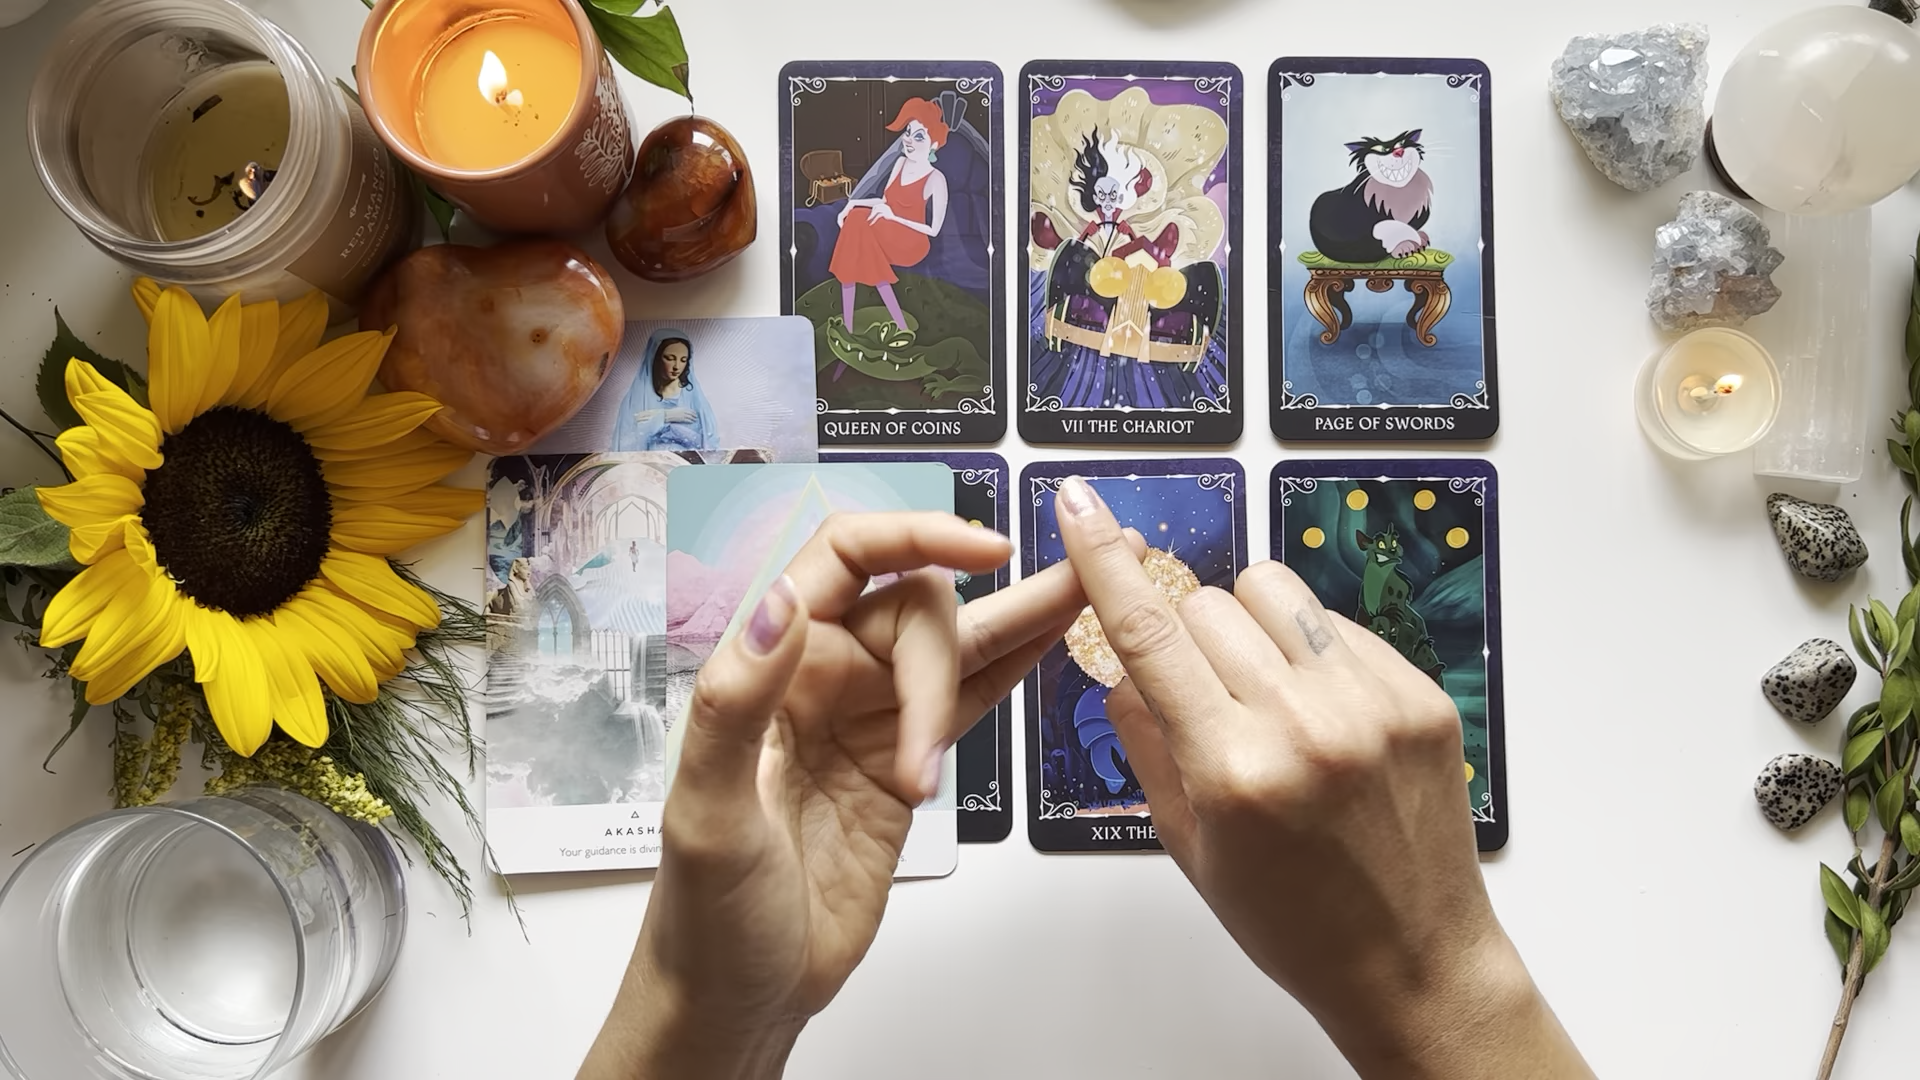 RED MANGO
+ AMBER
QUEEN OF COINS
VII THE CHARIOT
PAGE OF SWORDS
XIX THE
AKASHA
Your guidance is divin
es.